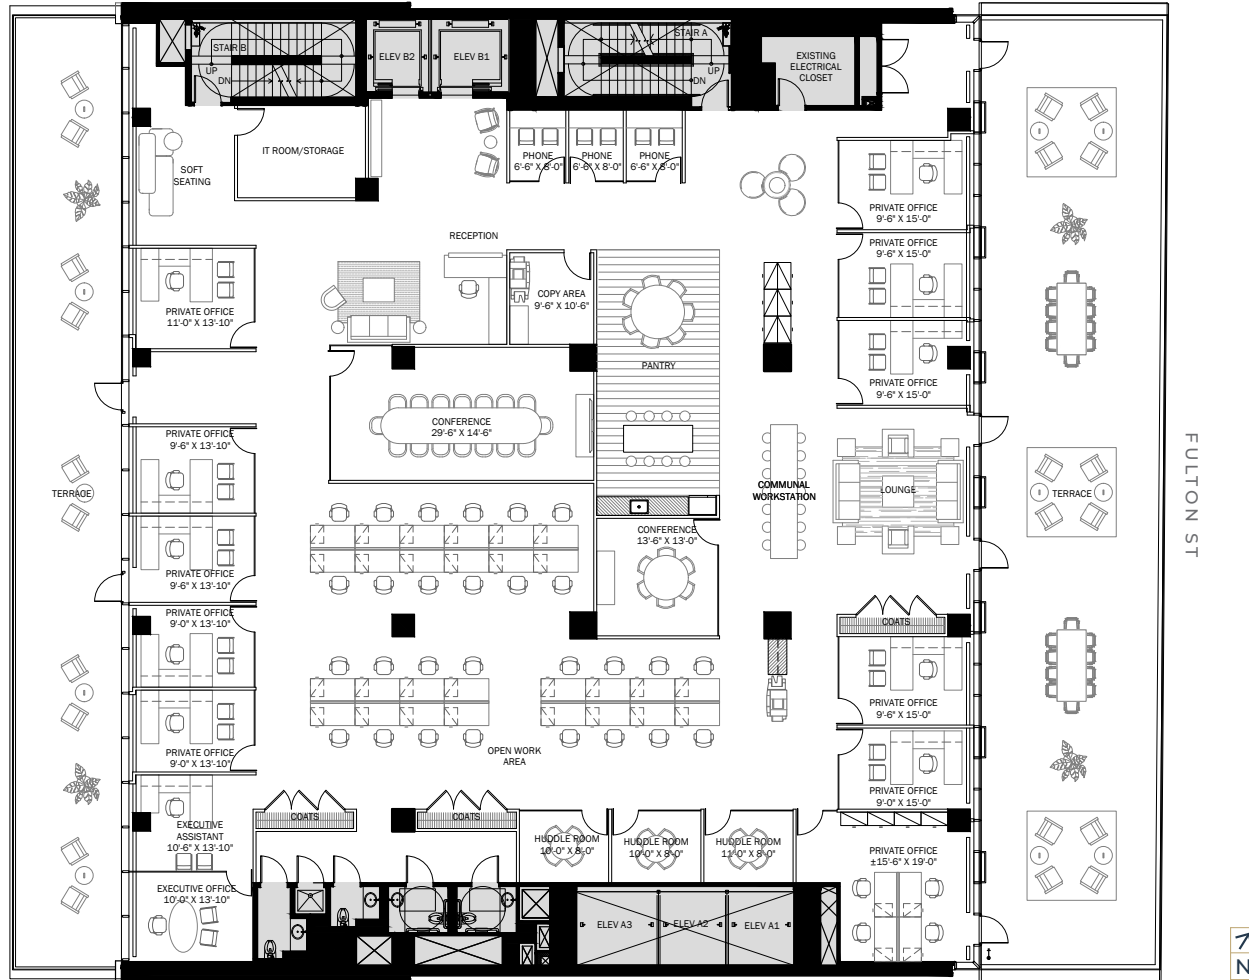 STAIR B
UP
DN
ELEV B2
ELEV B1
STAIR A
UP
DN
EXISTING
ELECTRICAL
CLOSET
SOFT
SEATING
IT ROOM/STORAGE
PHONE
6'-6" X 8'-0"
PHONE
6'-6" X 8'-0"
PHONE
6'-6" X 8'-0"
PRIVATE OFFICE
9'-6" X 15'-0"
RECEPTION
PRIVATE OFFICE
9'-6" X 15'-0"
PRIVATE OFFICE
11'-0" X 13'-10"
COPY AREA
9'-6" X 10'-6"
PANTRY
PRIVATE OFFICE
9'-6" X 15'-0"
CONFERENCE
29'-6" X 14'-6"
PRIVATE OFFICE
9'-6" X 13'-10"
TERRACE
COMMUNAL
WORKSTATION
LOUNGE
TERRACE
FULTON ST
CONFERENCE
13'-6" X 13'-0"
PRIVATE OFFICE
9'-6" X 13'-10"
PRIVATE OFFICE
9'-0" X 13'-10"
COATS
PRIVATE OFFICE
9'-6" X 15'-0"
PRIVATE OFFICE
9'-0" X 13'-10"
OPEN WORK
AREA
PRIVATE OFFICE
9'-0" X 15'-0"
COATS
COATS
EXECUTIVE
ASSISTANT
10'-6" X 13'-10"
HUDDLE ROOM
10'-0" X 8'-0"
HUDDLE ROOM
10'-0" X 8'-0"
HUDDLE ROOM
11'-0" X 8'-0"
PRIVATE OFFICE
±15'-6" X 19'-0"
EXECUTIVE OFFICE
10'-0" X 13'-10"
ELEV A3
ELEV A2
ELEV A1
N